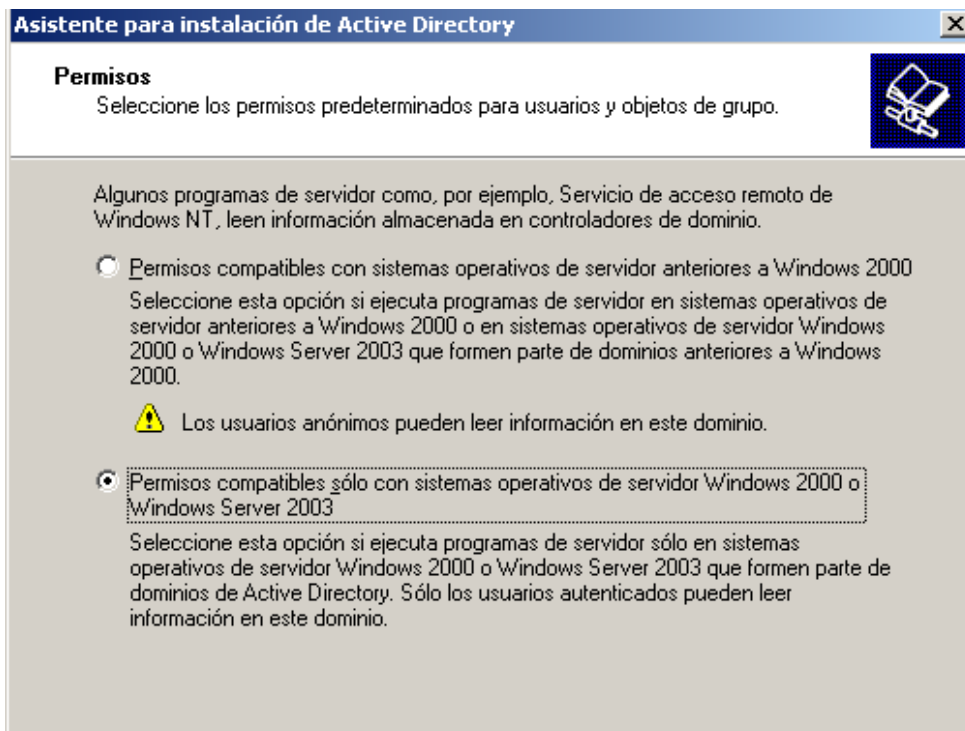 Asistente para instalación de Active Directory
Permisos
Seleccione los permisos predeterminados para usuarios y objetos de grupo.
Algunos programas de servidor como, por ejemplo, Servicio de acceso remoto de
Windows NT, leen información almacenada en controladores de dominio.
Permisos compatibles con sistemas operativos de servidor anteriores a Windows 2000
Seleccione esta opción si ejecuta programas de servidor en sistemas operativos de
servidor anteriores a Windows 2000 o en sistemas operativos de servidor Windows
2000 o Windows Server 2003 que formen parte de dominios anteriores a Windows
2000.
Los usuarios anónimos pueden leer información en este dominio.
Permisos compatibles sólo con sistemas operativos de servidor Windows 2000 o
Windows Server 2003
Seleccione esta opción si ejecuta programas de servidor sólo en sistemas
operativos de servidor Windows 2000 o Windows Server 2003 que formen parte de
dominios de Active Directory. Sólo los usuarios autenticados pueden leer
información en este dominio.